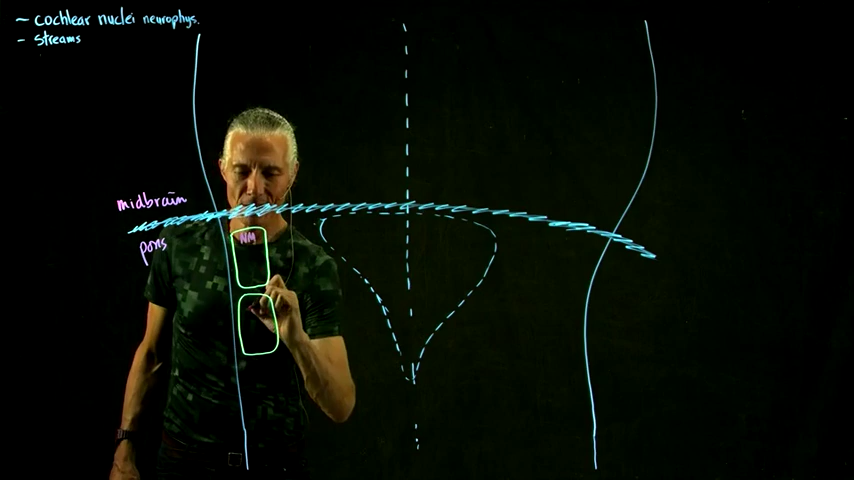 ~ cochlear nuclei neurophys.
- streams
midbrain
pons
NM